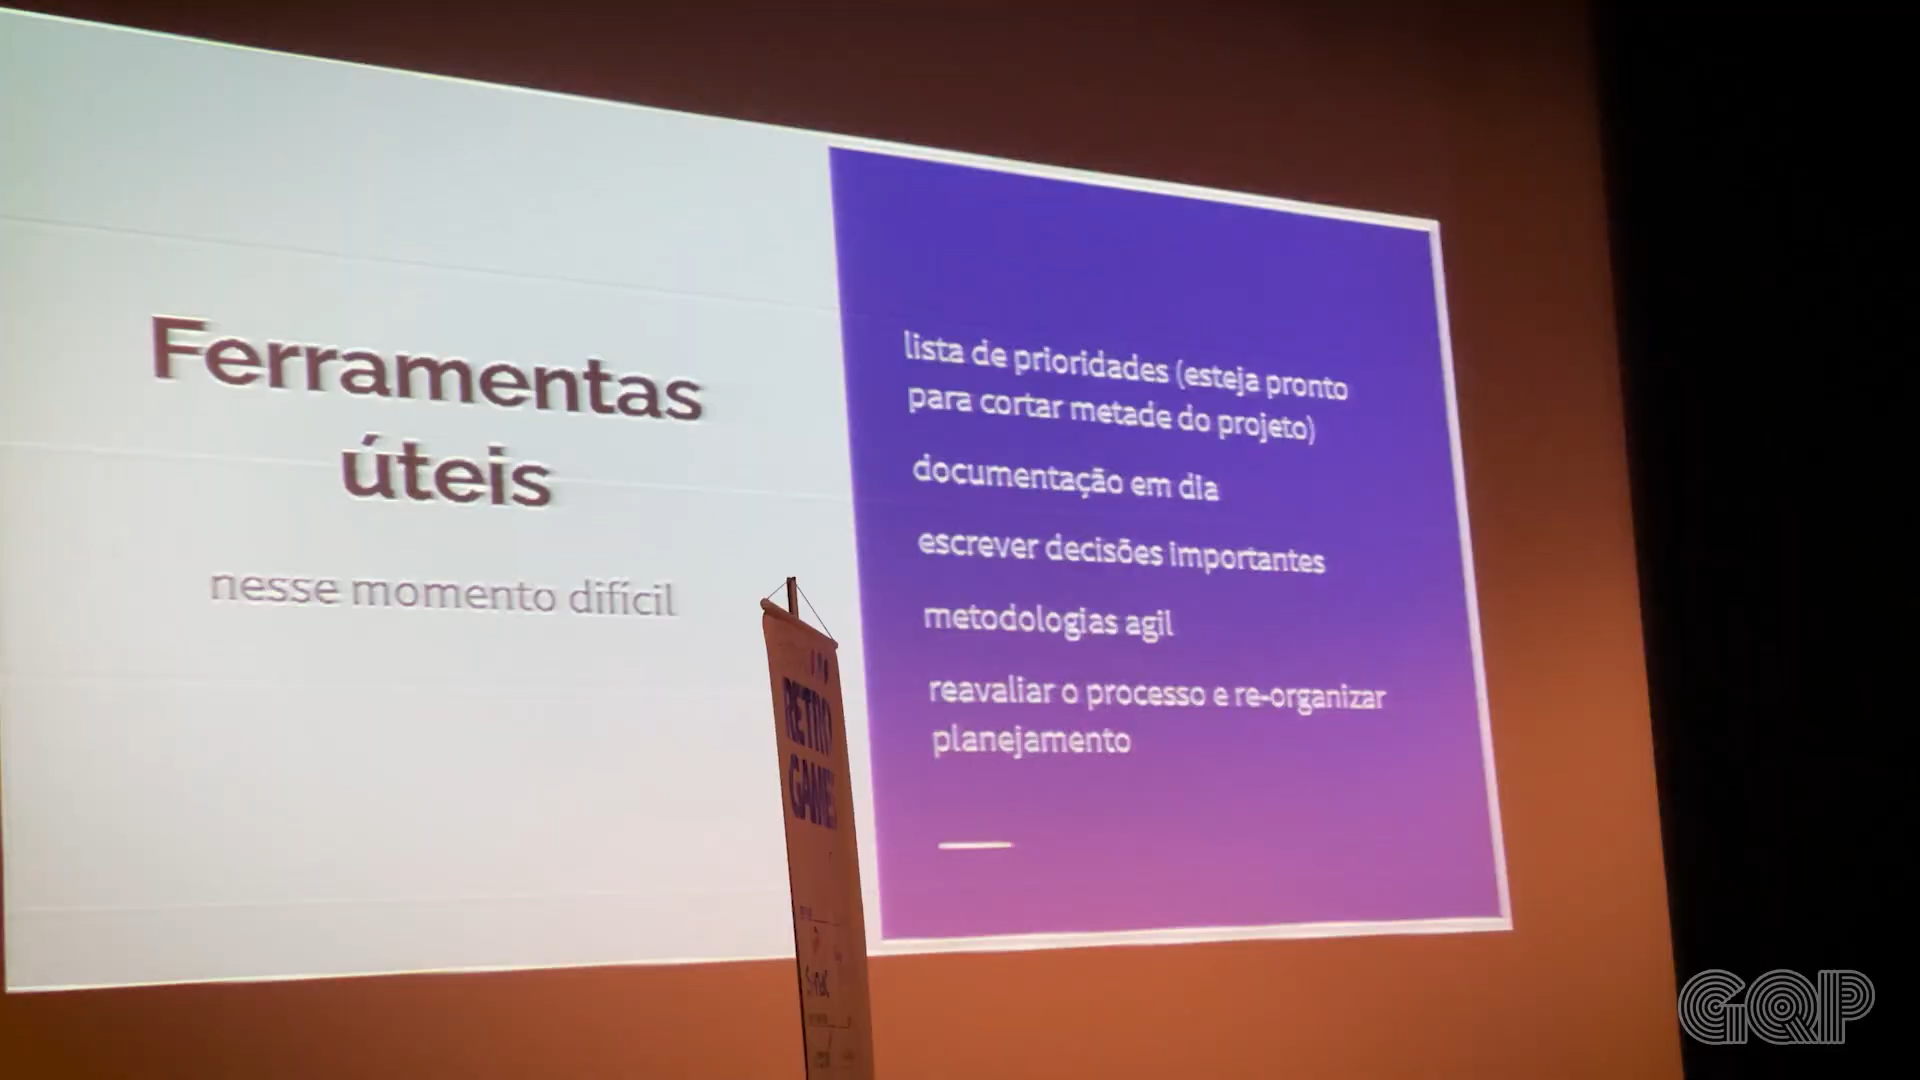 Ferramentas
úteis
nesse momento difícil
lista de prioridades (esteja pronto
para cortar metade do projeto)
documentação em dia
escrever decisões importantes
metodologias agil
reavaliar o processo e re-organizar
planejamento
RETRO
GAMES
GQP